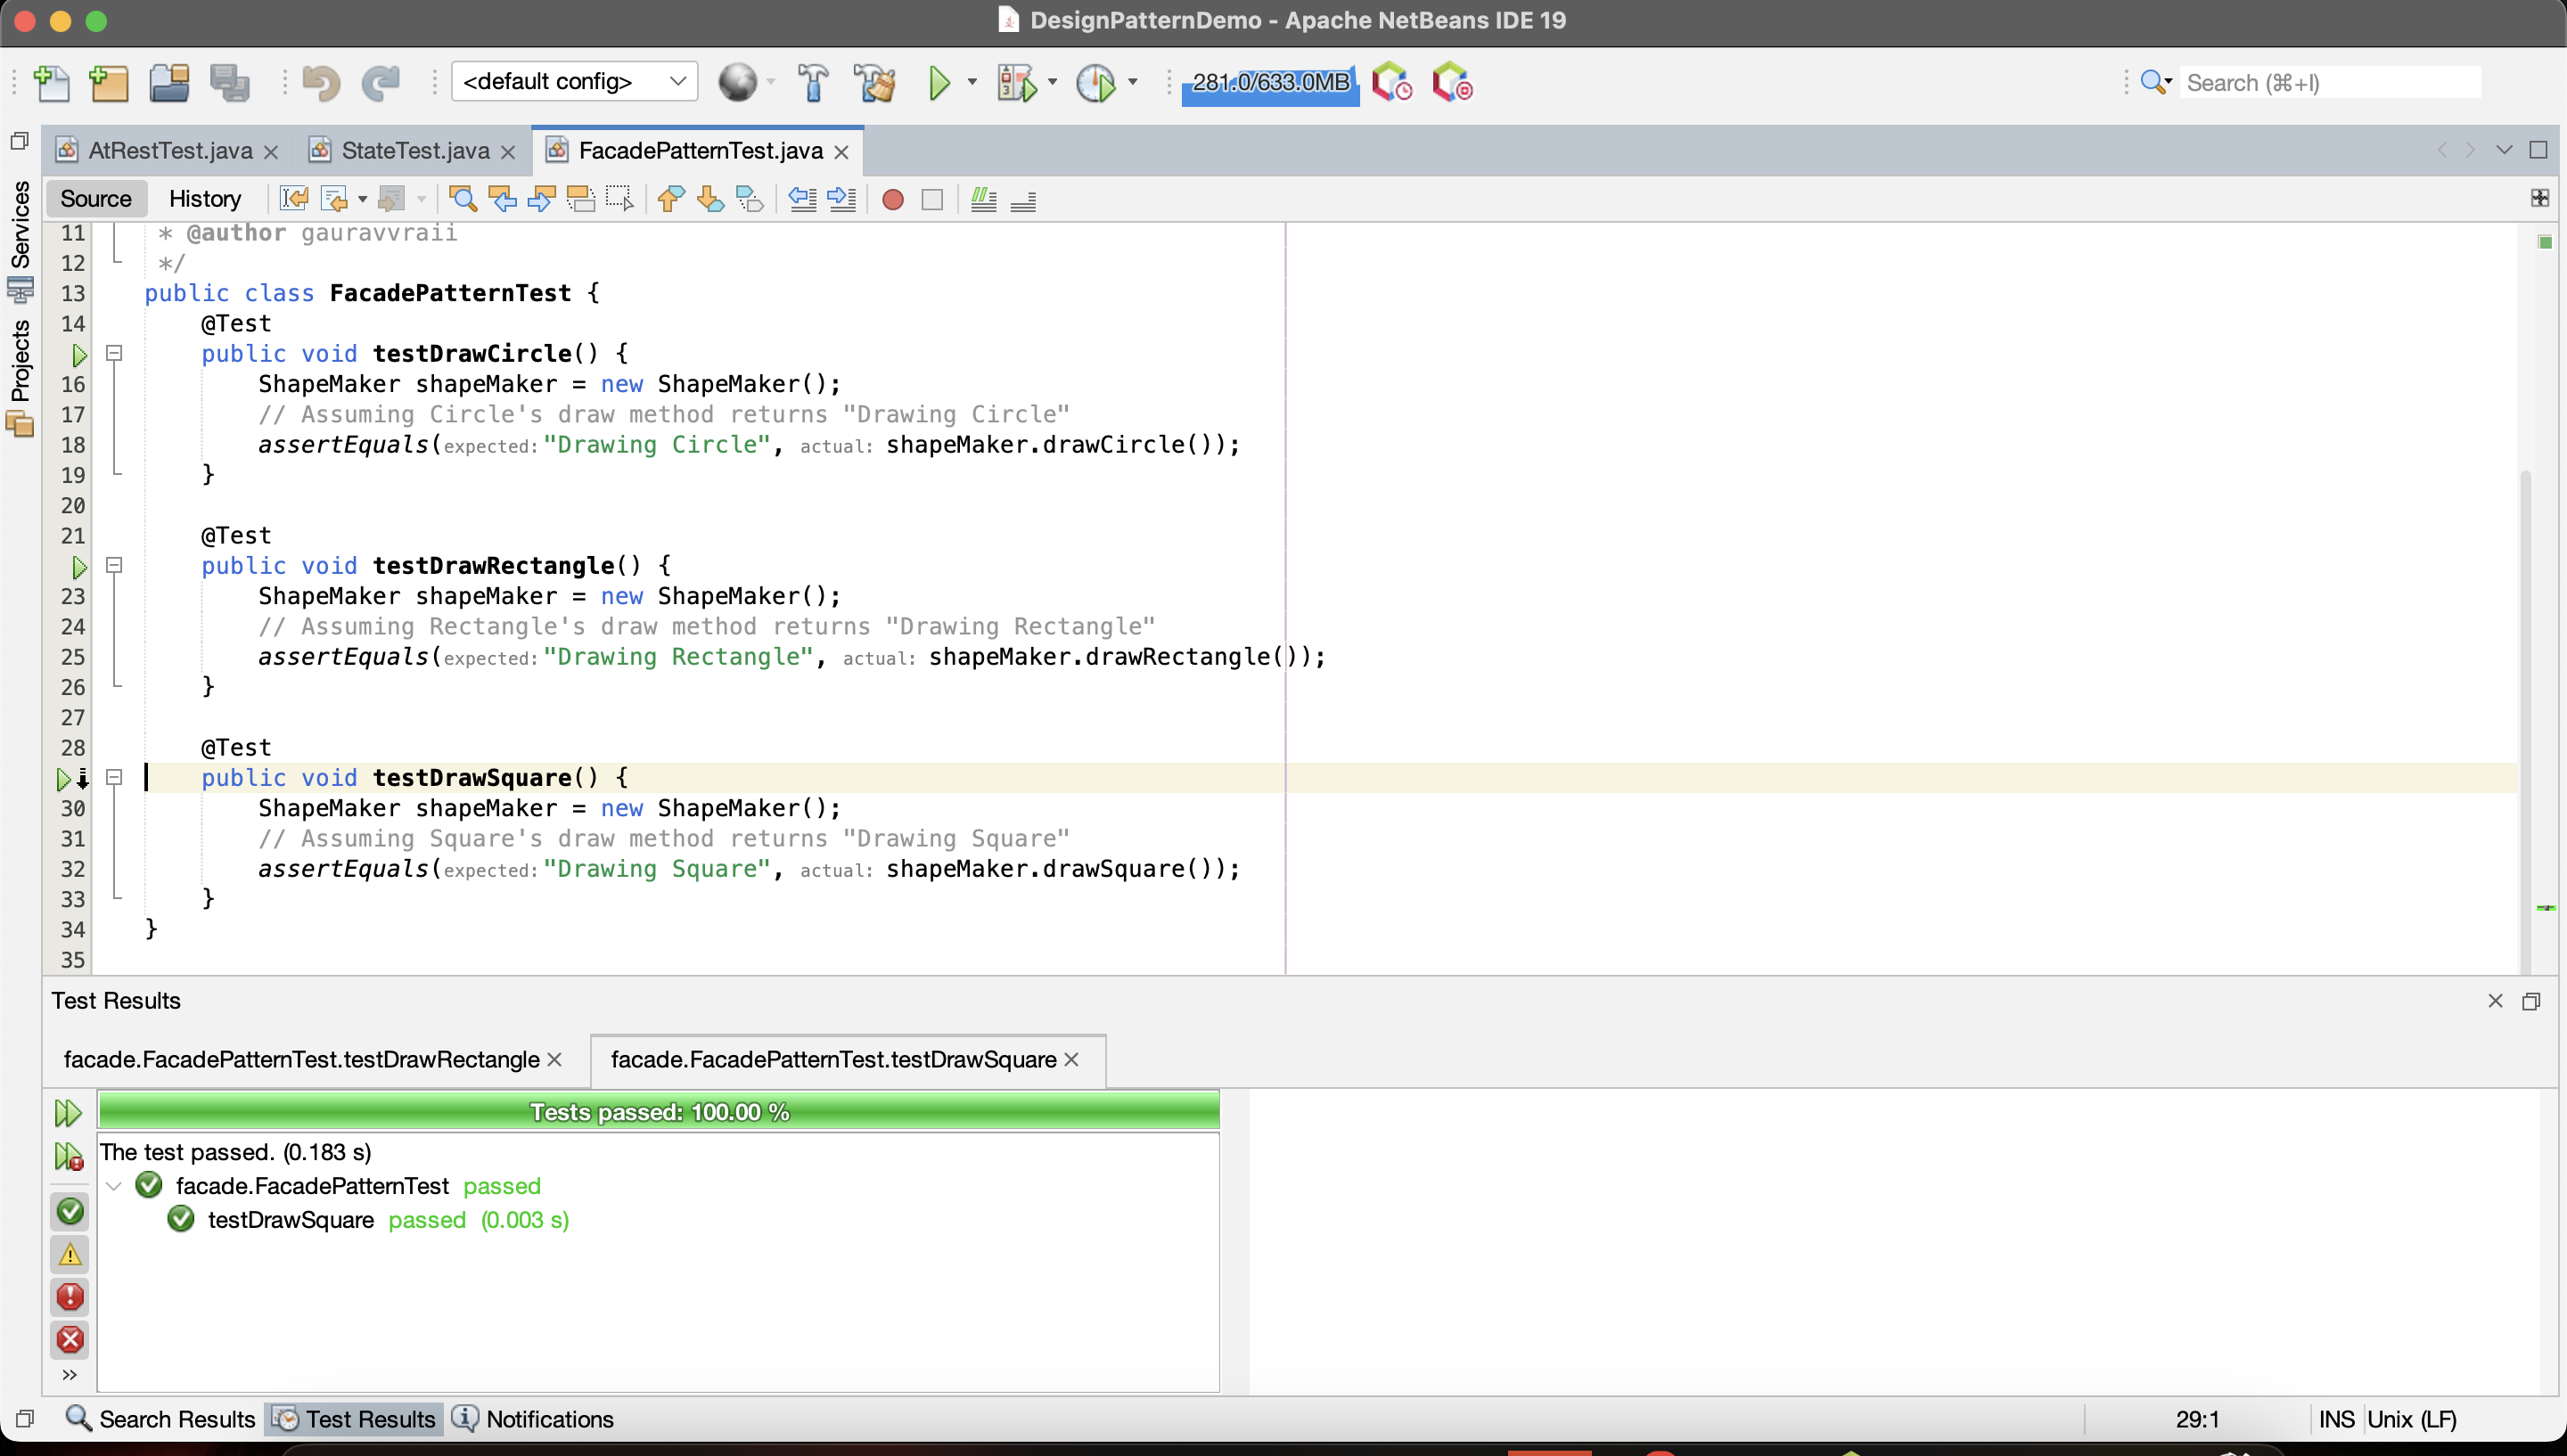 DesignPatternDemo - Apache NetBeans IDE 19
<default config>
281.0/633.0MB
Search (⌘+I)
AtRestTest.java
StateTest.java
FacadePatternTest.java
Source
History
Services
Projects
11 * @author gauravvraii
12 */
13 public class FacadePatternTest {
14 @Test
public void testDrawCircle() {
16 ShapeMaker shapeMaker = new ShapeMaker();
17 // Assuming Circle's draw method returns "Drawing Circle"
18 assertEquals(expected: "Drawing Circle", actual: shapeMaker.drawCircle());
19 }
20
21 @Test
public void testDrawRectangle() {
23 ShapeMaker shapeMaker = new ShapeMaker();
24 // Assuming Rectangle's draw method returns "Drawing Rectangle"
25 assertEquals(expected: "Drawing Rectangle", actual: shapeMaker.drawRectangle());
26 }
27
28 @Test
public void testDrawSquare() {
30 ShapeMaker shapeMaker = new ShapeMaker();
31 // Assuming Square's draw method returns "Drawing Square"
32 assertEquals(expected: "Drawing Square", actual: shapeMaker.drawSquare());
33 }
34 }
35
Test Results
facade.FacadePatternTest.testDrawRectangle
facade.FacadePatternTest.testDrawSquare
Tests passed: 100.00 %
The test passed. (0.183 s)
facade.FacadePatternTest passed
testDrawSquare passed (0.003 s)
Search Results
Test Results
Notifications
29:1
INS
Unix (LF)